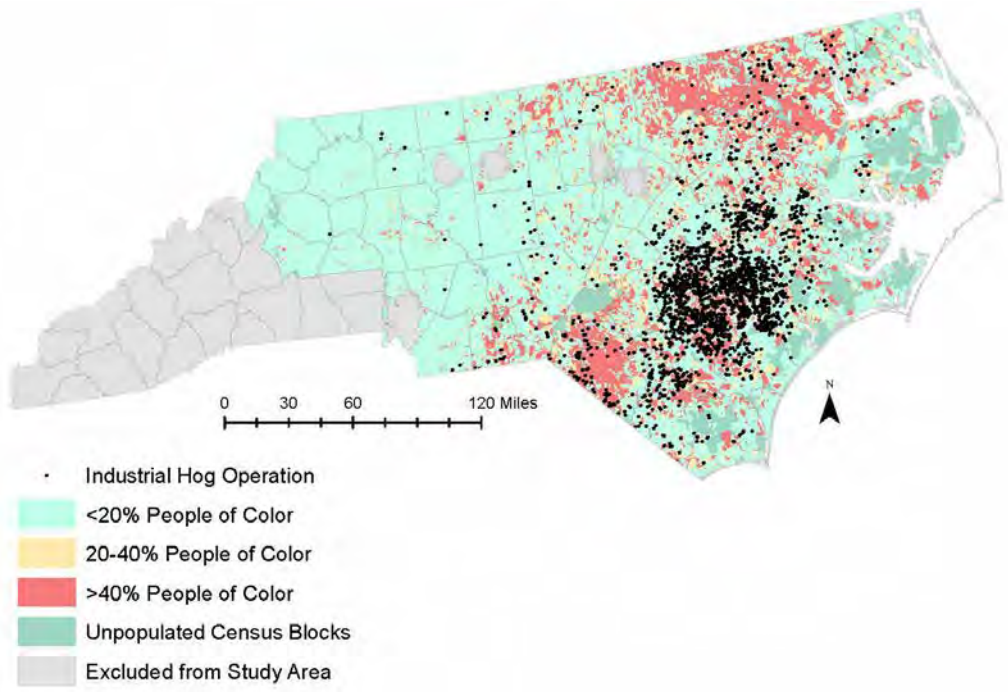 N
0 30 60 120 Miles
Industrial Hog Operation
<20% People of Color
20-40% People of Color
>40% People of Color
Unpopulated Census Blocks
Excluded from Study Area